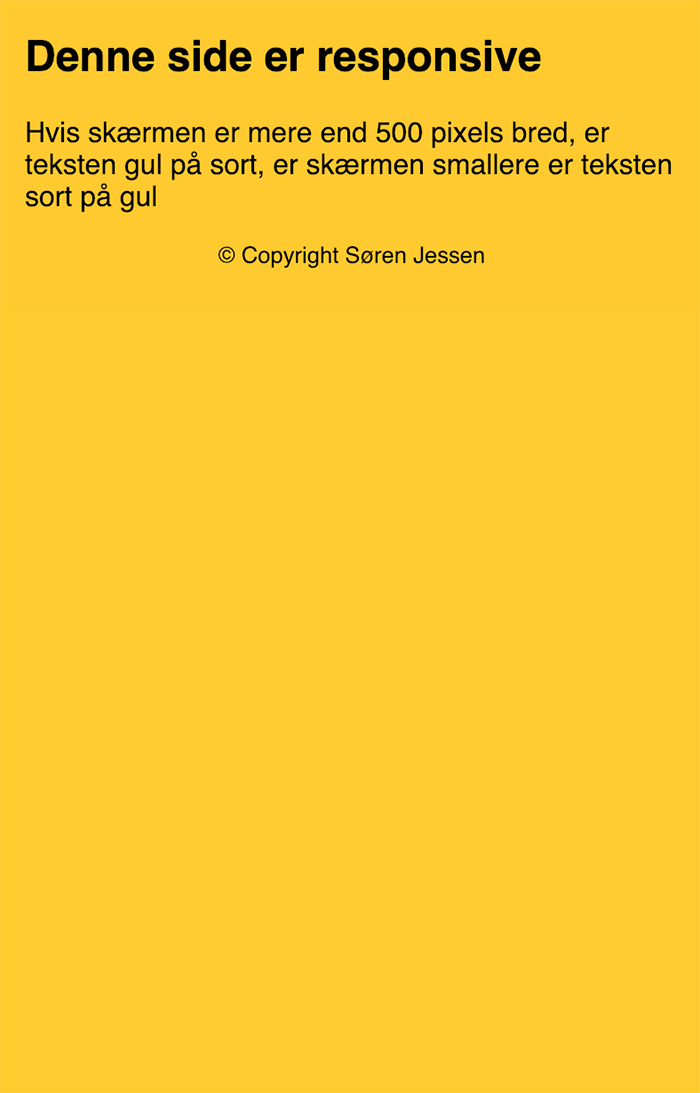 Denne side er responsive
Hvis skærmen er mere end 500 pixels bred, er
teksten gul på sort, er skærmen smallere er teksten
sort på gul
© Copyright Søren Jessen